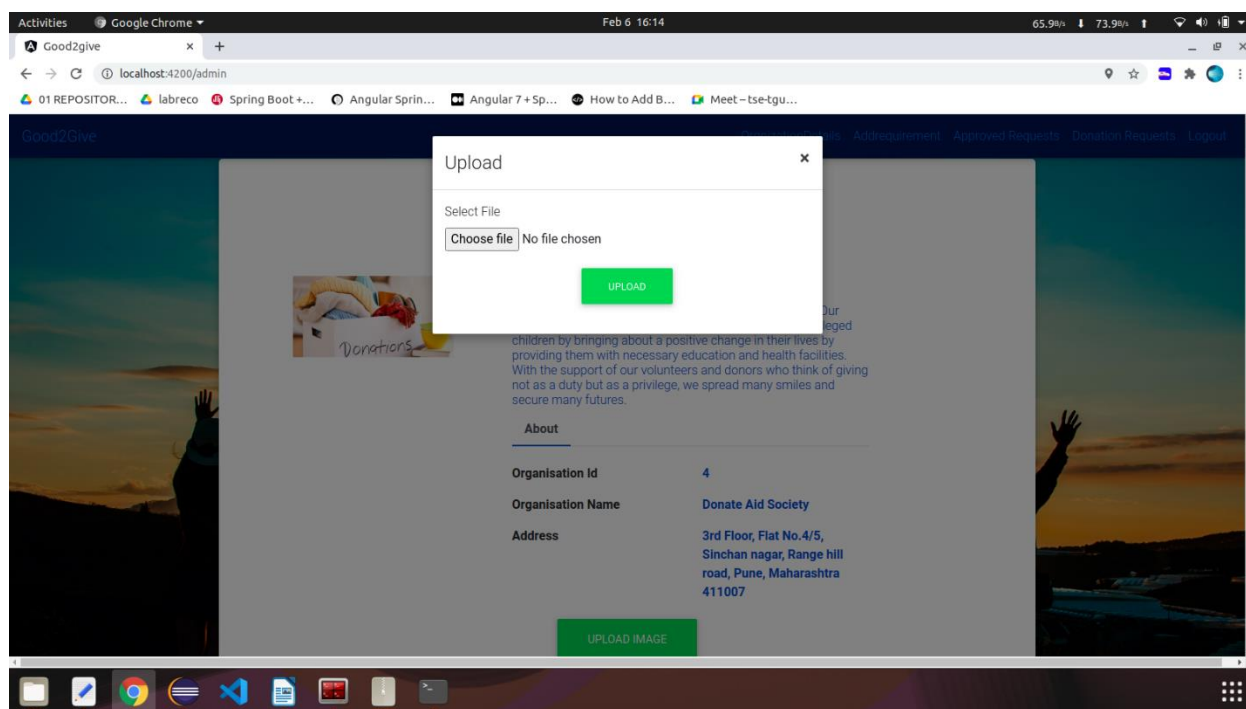 Activities Google Chrome Feb 6 16:14 65.9B/s 73.9B/s
Good2give
localhost:4200/admin
01 REPOSITOR... labreco Spring Boot +... Angular Sprin... Angular 7 + Sp... How to Add B... Meet – tse-tgu...
Good2Give Addrequirement Approved Requests Donation Requests Logout
Upload
Select File
Choose file No file chosen
UPLOAD
Our
Donations
children by bringing about a positive change in their lives by
providing them with necessary education and health facilities.
With the support of our volunteers and donors who think of giving
not as a duty but as a privilege, we spread many smiles and
secure many futures.
About
Organisation Id 4
Organisation Name Donate Aid Society
Address 3rd Floor, Flat No.4/5,
Sinchan nagar, Range hill
road, Pune, Maharashtra
411007
UPLOAD IMAGE